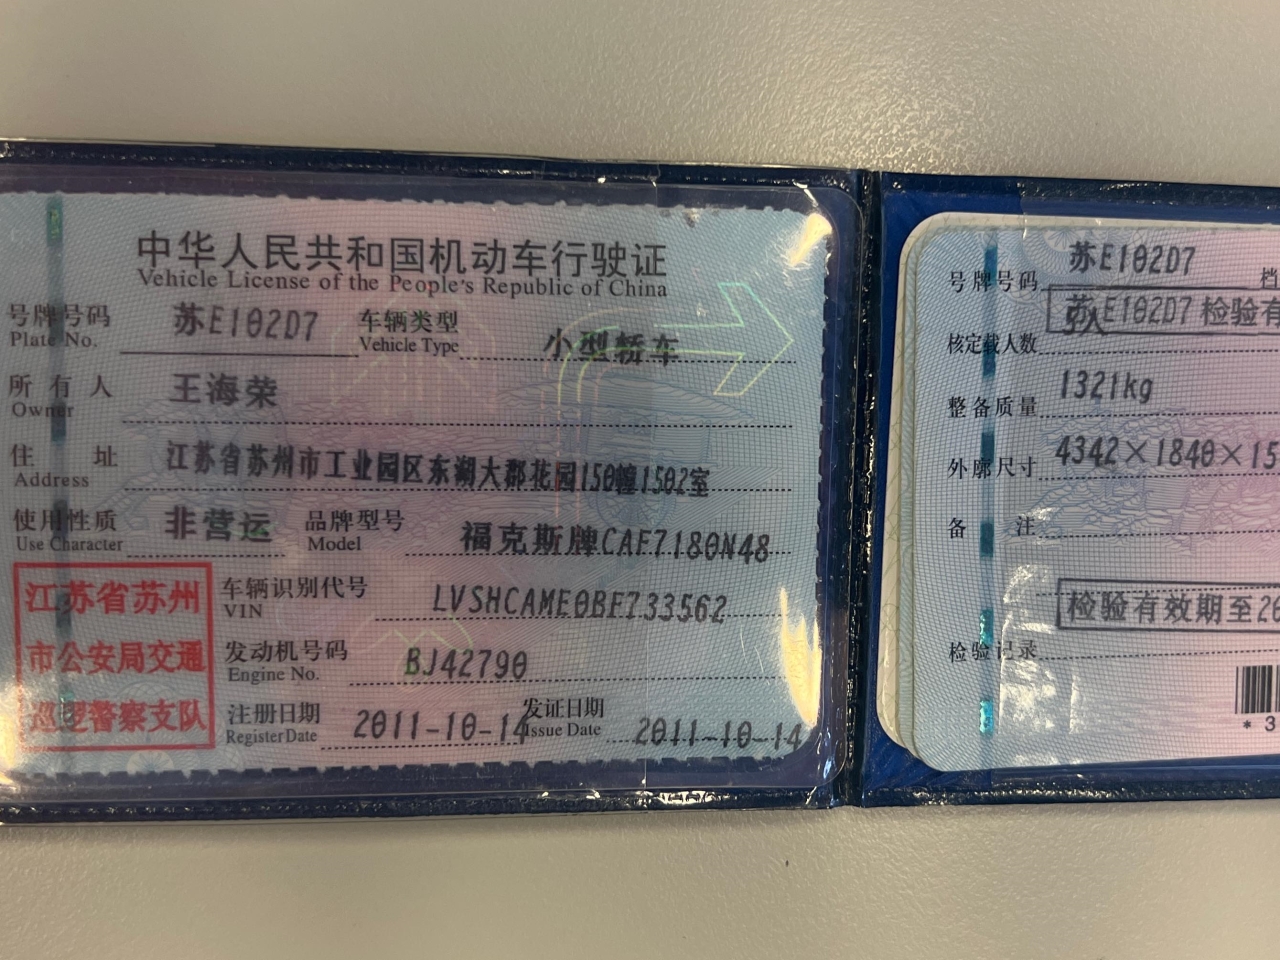 中华人民共和国机动车行驶证
Vehicle License of the People's Republic of China
号牌号码 Plate No. 苏E102D7 车辆类型 Vehicle Type 小型轿车
所有人 Owner 王海荣
住址 Address 江苏省苏州市工业园区东湖大郡花园150幢1502室
使用性质 Use Character 非营运 品牌型号 Model 福克斯牌CAF7180N48
江苏省苏州
市公安局交通
巡逻警察支队
车辆识别代号 VIN LVSHCAME0BF733562
发动机号码 Engine No. BJ42790
注册日期 Register Date 2011-10-14 发证日期 Issue Date 2011-10-14
号牌号码 苏E102D7 档
苏E102D7 检验有
核定载人数 5人
整备质量 1321kg
外廓尺寸 4342×1840×15
备注
检验有效期至20
检验记录
* 3